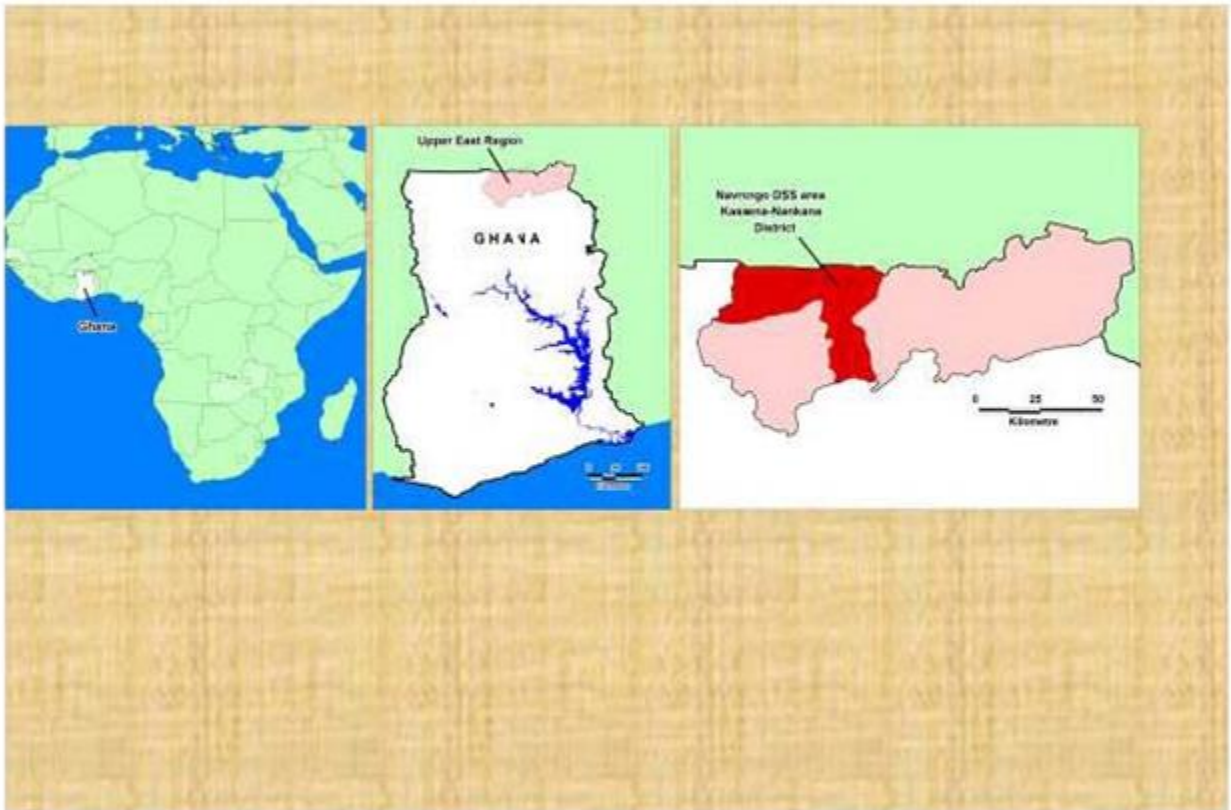 Ghana
Upper East Region
GHANA
Navrongo DSS area
Kassena-Nankana
District
0 25 50
Kilometre